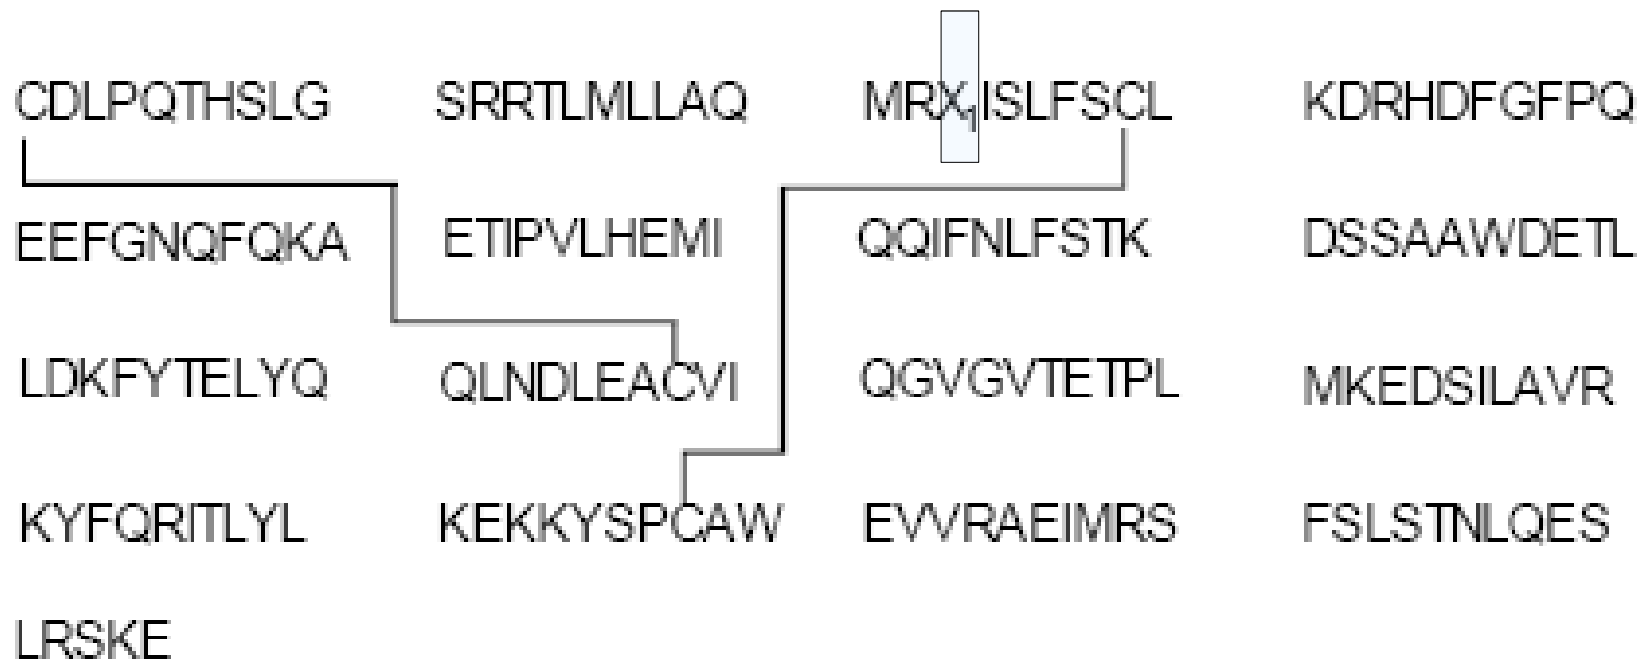 CDLPQTHSLG SRRTLMLLAQ MRX₁ISLFSCL KDRHDFGFPQ
EEFGNQFQKA ETIPVLHEMI QQIFNLFSTK DSSAAWDETL
LDKFYTELYQ QLNDLEACVI QGVGVTETPL MKEDSILAVR
KYFQRITLYL KEKKYSPCAW EVVRAEIMRS FSLSTNLQES
LRSKE